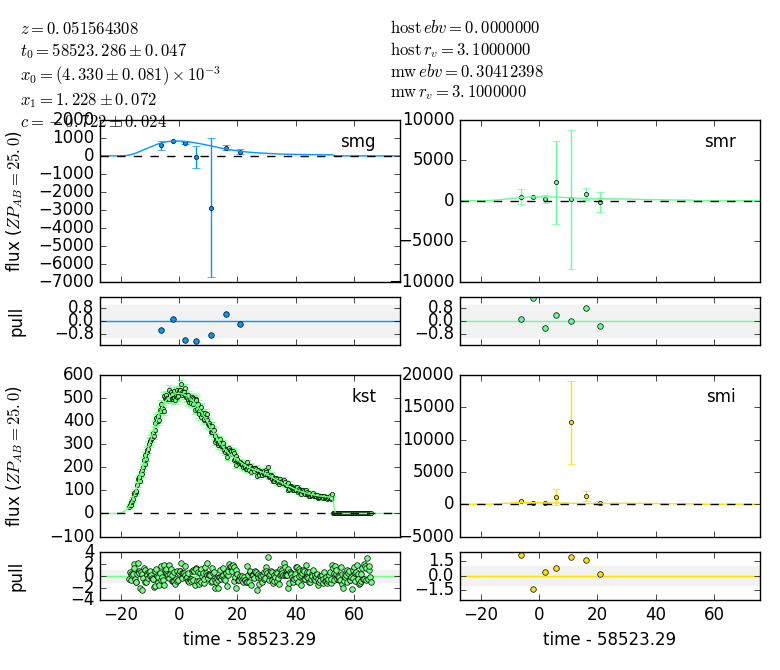 z = 0.051564308
t₀ = 58523.286 ± 0.047
x₀ = (4.330 ± 0.081) × 10⁻³
x₁ = 1.228 ± 0.072
c = −0.722 ± 0.024
host ebv = 0.0000000
host r_v = 3.1000000
mw ebv = 0.30412398
mw r_v = 3.1000000
flux (ZP_AB = 25.0)
2000
1000
0
−1000
−2000
−3000
−4000
−5000
−6000
−7000
smg
10000
5000
0
−5000
−10000
smr
pull
0.8
0.0
−0.8
0.8
0.0
−0.8
flux (ZP_AB = 25.0)
600
500
400
300
200
100
0
−100
kst
20000
15000
10000
5000
0
−5000
smi
pull
4
2
0
−2
−4
1.5
0.0
−1.5
−20 0 20 40 60
−20 0 20 40 60
time - 58523.29
time - 58523.29